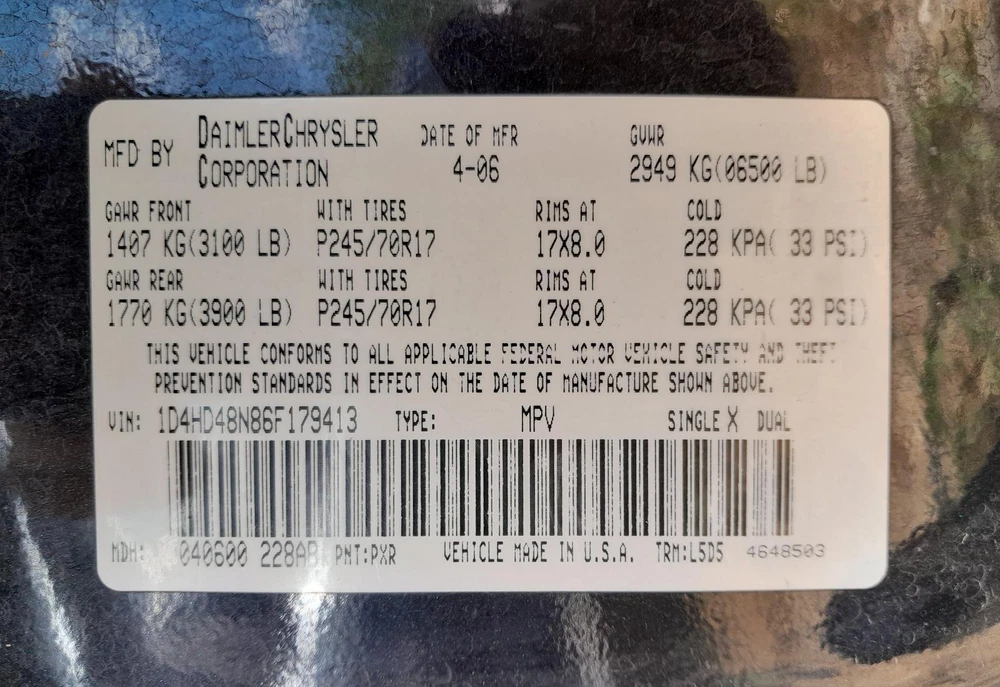 MFD BY DAIMLERCHRYSLER CORPORATION DATE OF MFR 4-06 GVWR 2949 KG(06500 LB)
GAWR FRONT WITH TIRES RIMS AT COLD
1407 KG(3100 LB) P245/70R17 17X8.0 228 KPA( 33 PSI)
GAWR REAR WITH TIRES RIMS AT COLD
1770 KG(3900 LB) P245/70R17 17X8.0 228 KPA( 33 PSI)
THIS VEHICLE CONFORMS TO ALL APPLICABLE FEDERAL MOTOR VEHICLE SAFETY AND THEFT
PREVENTION STANDARDS IN EFFECT ON THE DATE OF MANUFACTURE SHOWN ABOVE.
VIN: 1D4HD48N86F179413 TYPE: MPV SINGLE X DUAL
MDH: 040600 228AB PNT:PXR VEHICLE MADE IN U.S.A. TRM:L5D5 4648503